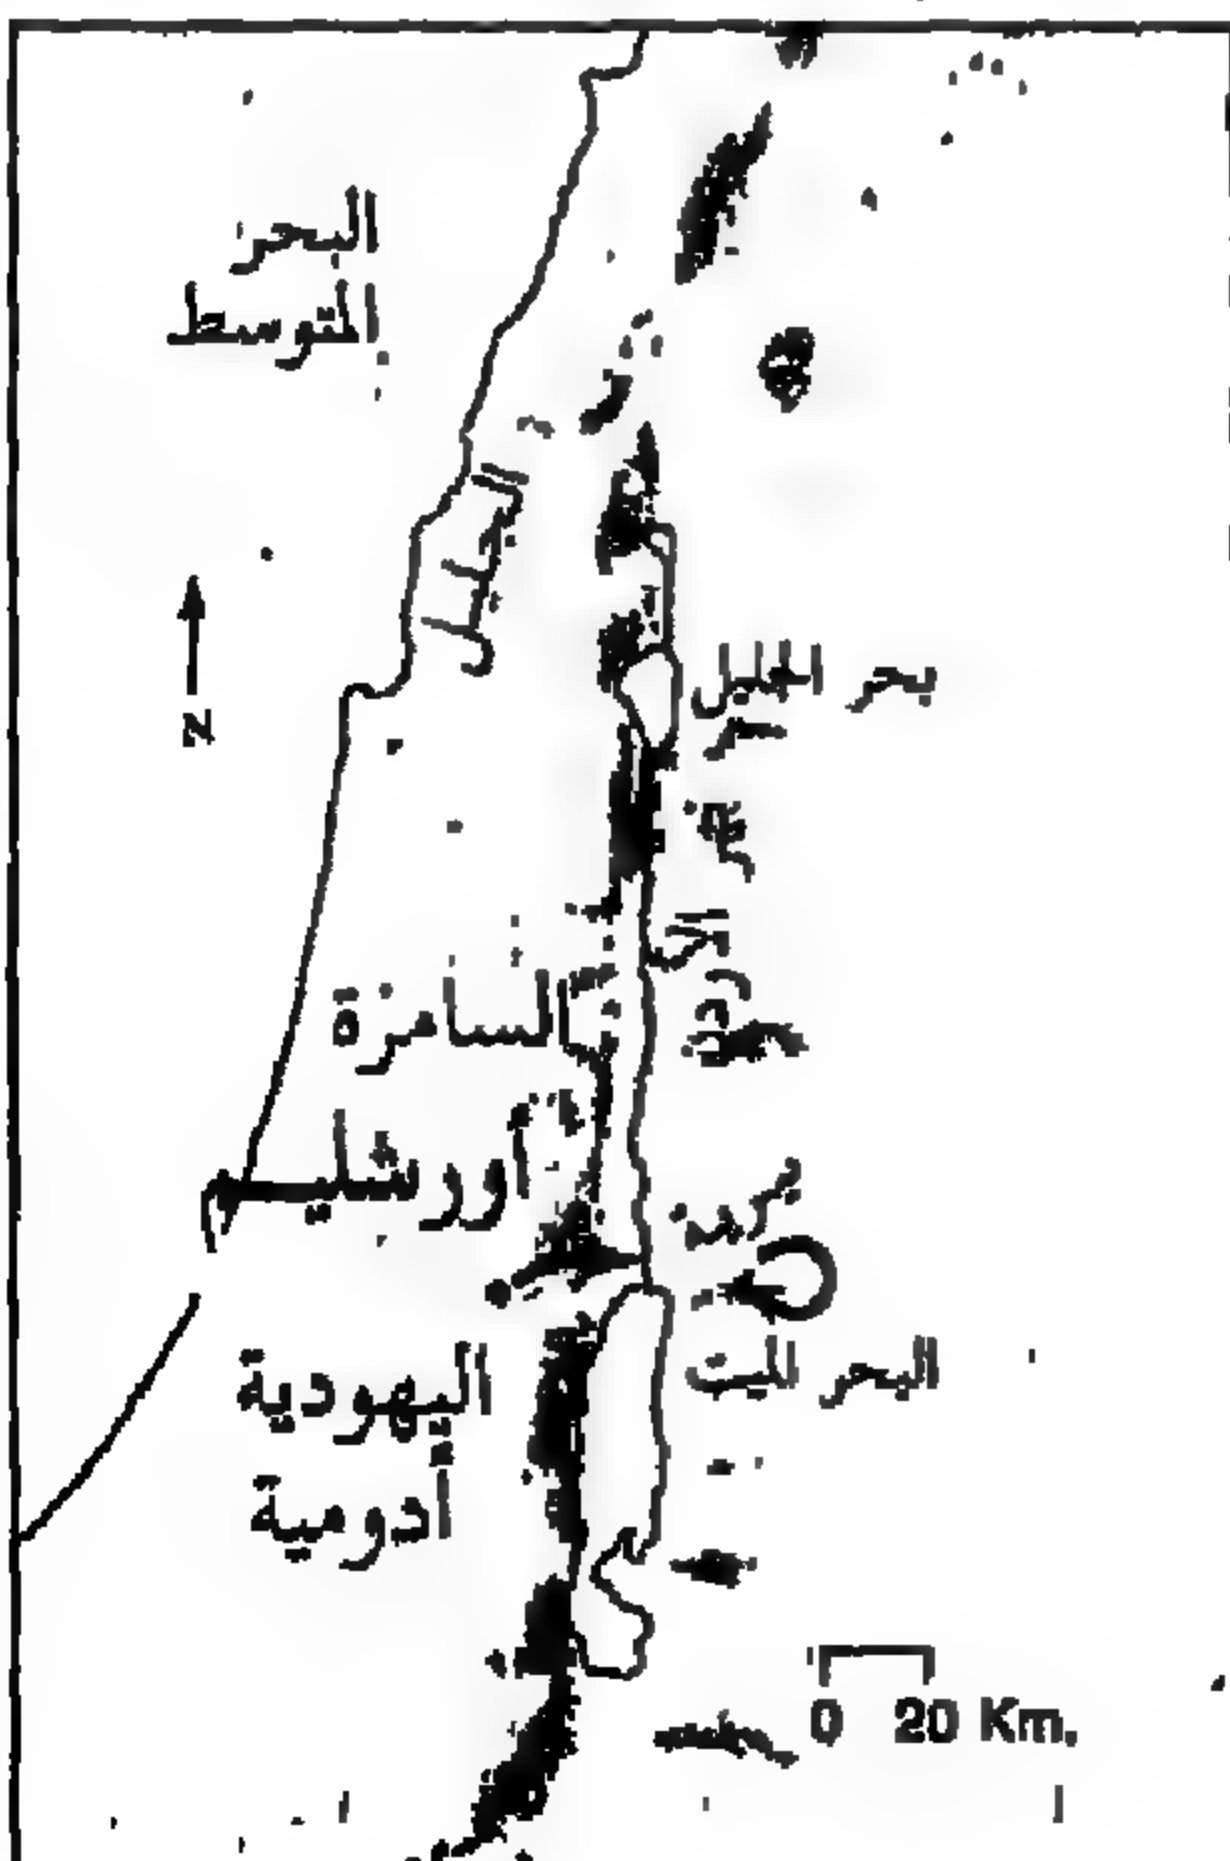 البحر
المتوسط
الجليل
N
بحر الجليل
السامرة
أورشليم
البحر الميت
اليهودية
أدومية
0 20 Km.